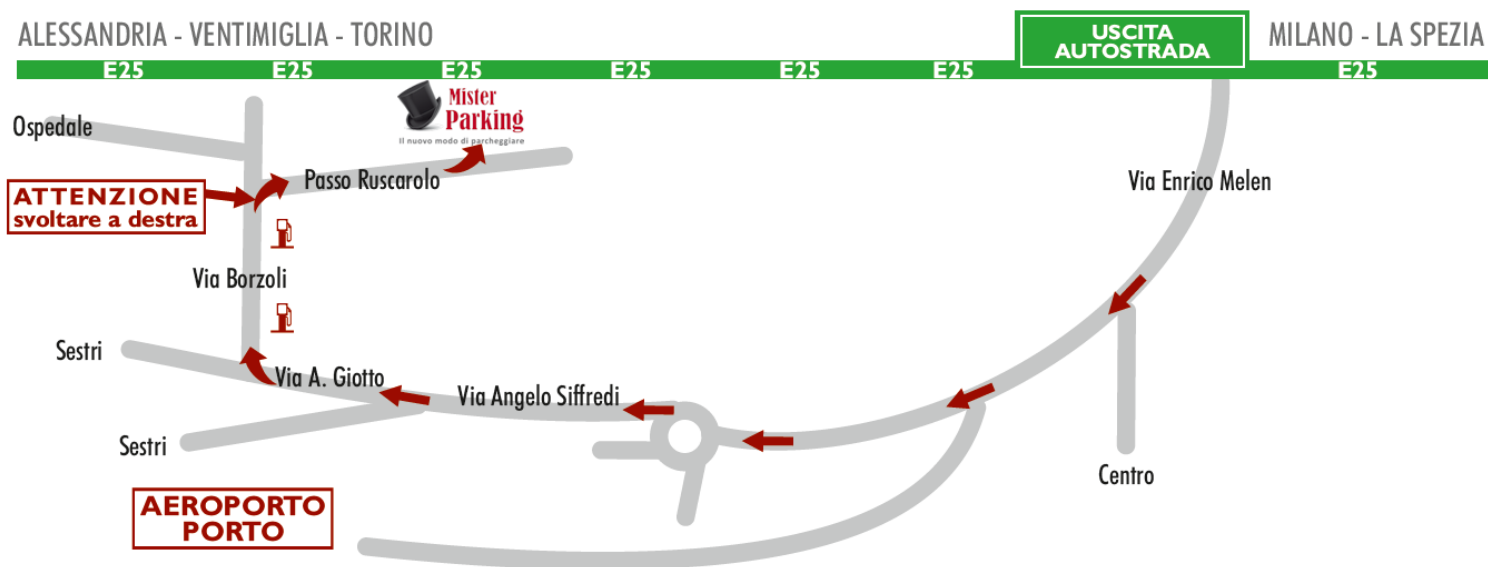 ALESSANDRIA - VENTIMIGLIA - TORINO
USCITA
AUTOSTRADA
MILANO - LA SPEZIA
E25 E25 E25 E25 E25 E25 E25
Mister
Parking
Il nuovo modo di parcheggiare
Ospedale
Passo Ruscarolo
Via Enrico Melen
ATTENZIONE
svoltare a destra
Via Borzoli
Sestri
Via A. Giotto
Via Angelo Siffredi
Sestri
Centro
AEROPORTO
PORTO